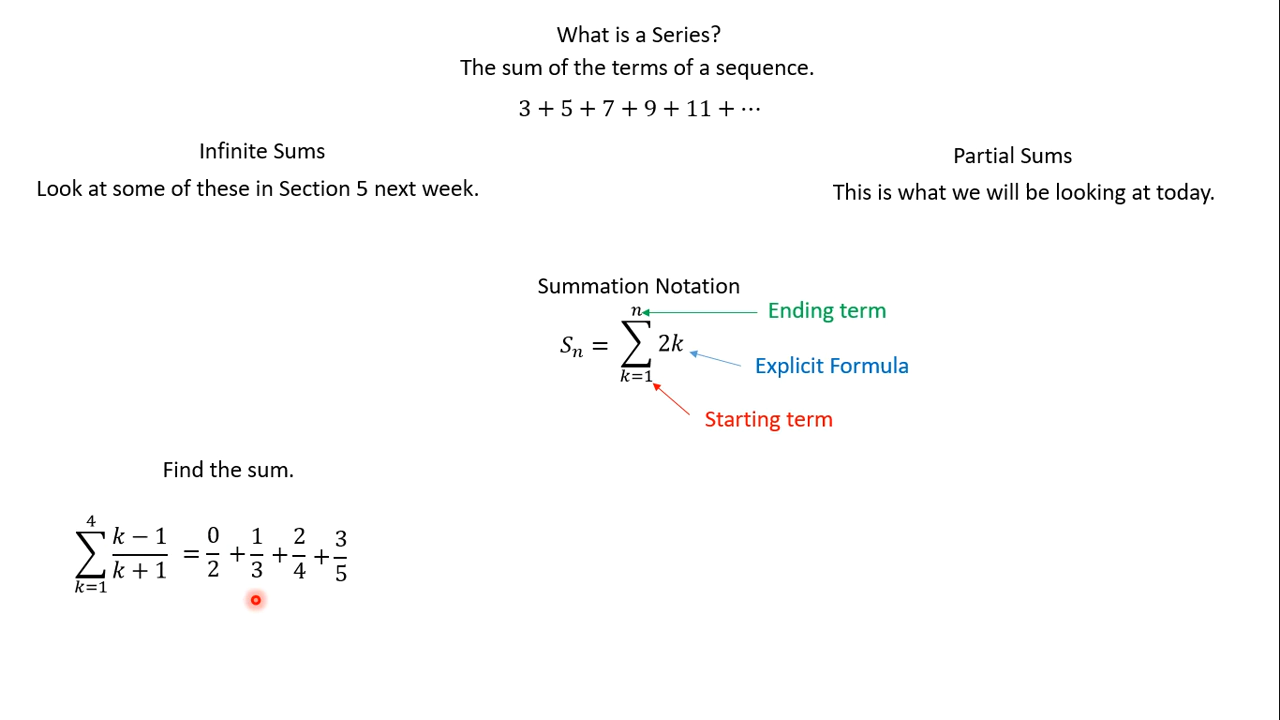 What is a Series?
The sum of the terms of a sequence.
3 + 5 + 7 + 9 + 11 + ⋯
Infinite Sums
Look at some of these in Section 5 next week.
Partial Sums
This is what we will be looking at today.
Summation Notation
Sₙ = ∑_{k=1}^{n} 2k
Ending term
Explicit Formula
Starting term
Find the sum.
∑_{k=1}^{4} (k − 1)/(k + 1) = 0/2 + 1/3 + 2/4 + 3/5